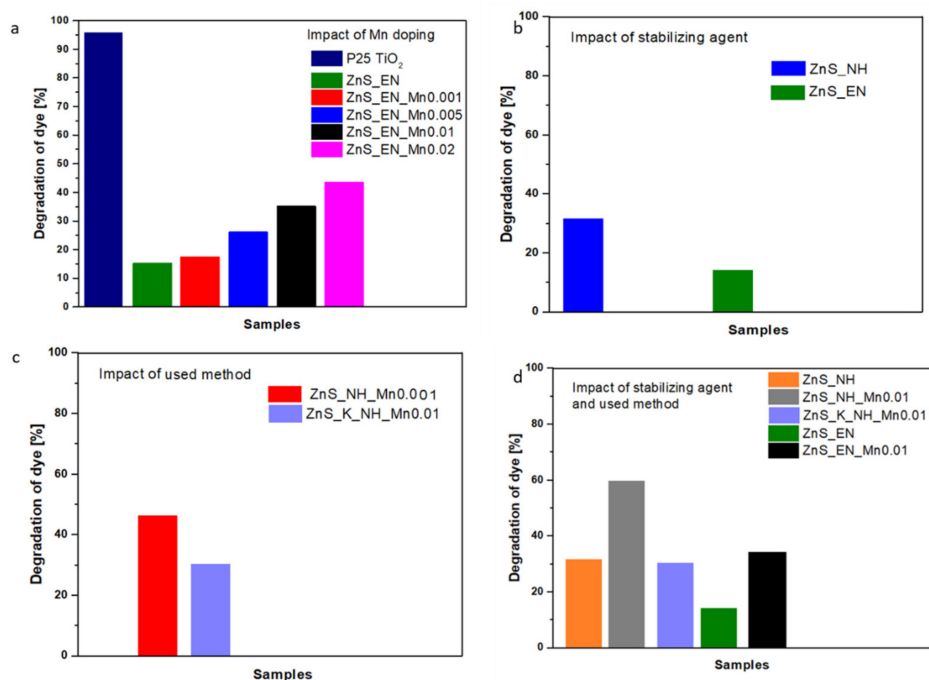 a
Impact of Mn doping
P25 TiO2
ZnS_EN
ZnS_EN_Mn0.001
ZnS_EN_Mn0.005
ZnS_EN_Mn0.01
ZnS_EN_Mn0.02
Degradation of dye [%]
100
95
90
80
70
60
50
40
30
20
10
0
Samples
b
Impact of stabilizing agent
ZnS_NH
ZnS_EN
Degradation of dye [%]
100
80
60
40
20
0
Samples
c
Impact of used method
ZnS_NH_Mn0.001
ZnS_K_NH_Mn0.01
Degradation of dye [%]
100
80
60
40
20
0
Samples
d
Impact of stabilizing agent
and used method
ZnS_NH
ZnS_NH_Mn0.01
ZnS_K_NH_Mn0.01
ZnS_EN
ZnS_EN_Mn0.01
Degradation of dye [%]
100
80
60
40
20
0
Samples